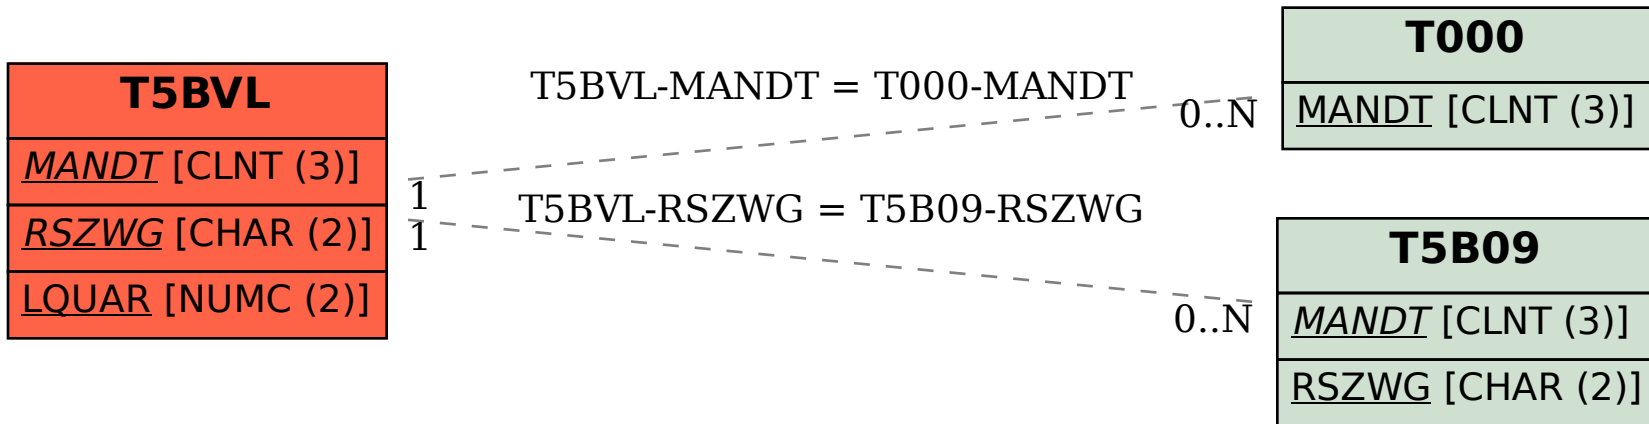 T5BVL
MANDT [CLNT (3)]
RSZWG [CHAR (2)]
LQUAR [NUMC (2)]
T5BVL-MANDT = T000-MANDT
1
0..N
T5BVL-RSZWG = T5B09-RSZWG
1
0..N
T000
MANDT [CLNT (3)]
T5B09
MANDT [CLNT (3)]
RSZWG [CHAR (2)]